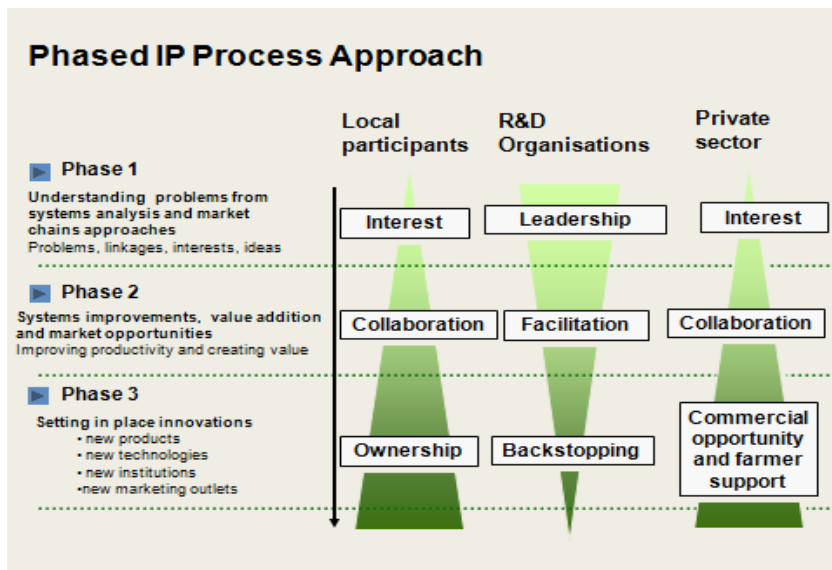 Phased IP Process Approach
Local
participants
R&D
Organisations
Private
sector
Phase 1
Understanding problems from
systems analysis and market
chains approaches
Problems, linkages, interests, ideas
Interest
Leadership
Interest
Phase 2
Systems improvements, value addition
and market opportunities
Improving productivity and creating value
Collaboration
Facilitation
Collaboration
Phase 3
Setting in place innovations
• new products
• new technologies
• new institutions
•new marketing outlets
Ownership
Backstopping
Commercial
opportunity
and farmer
support